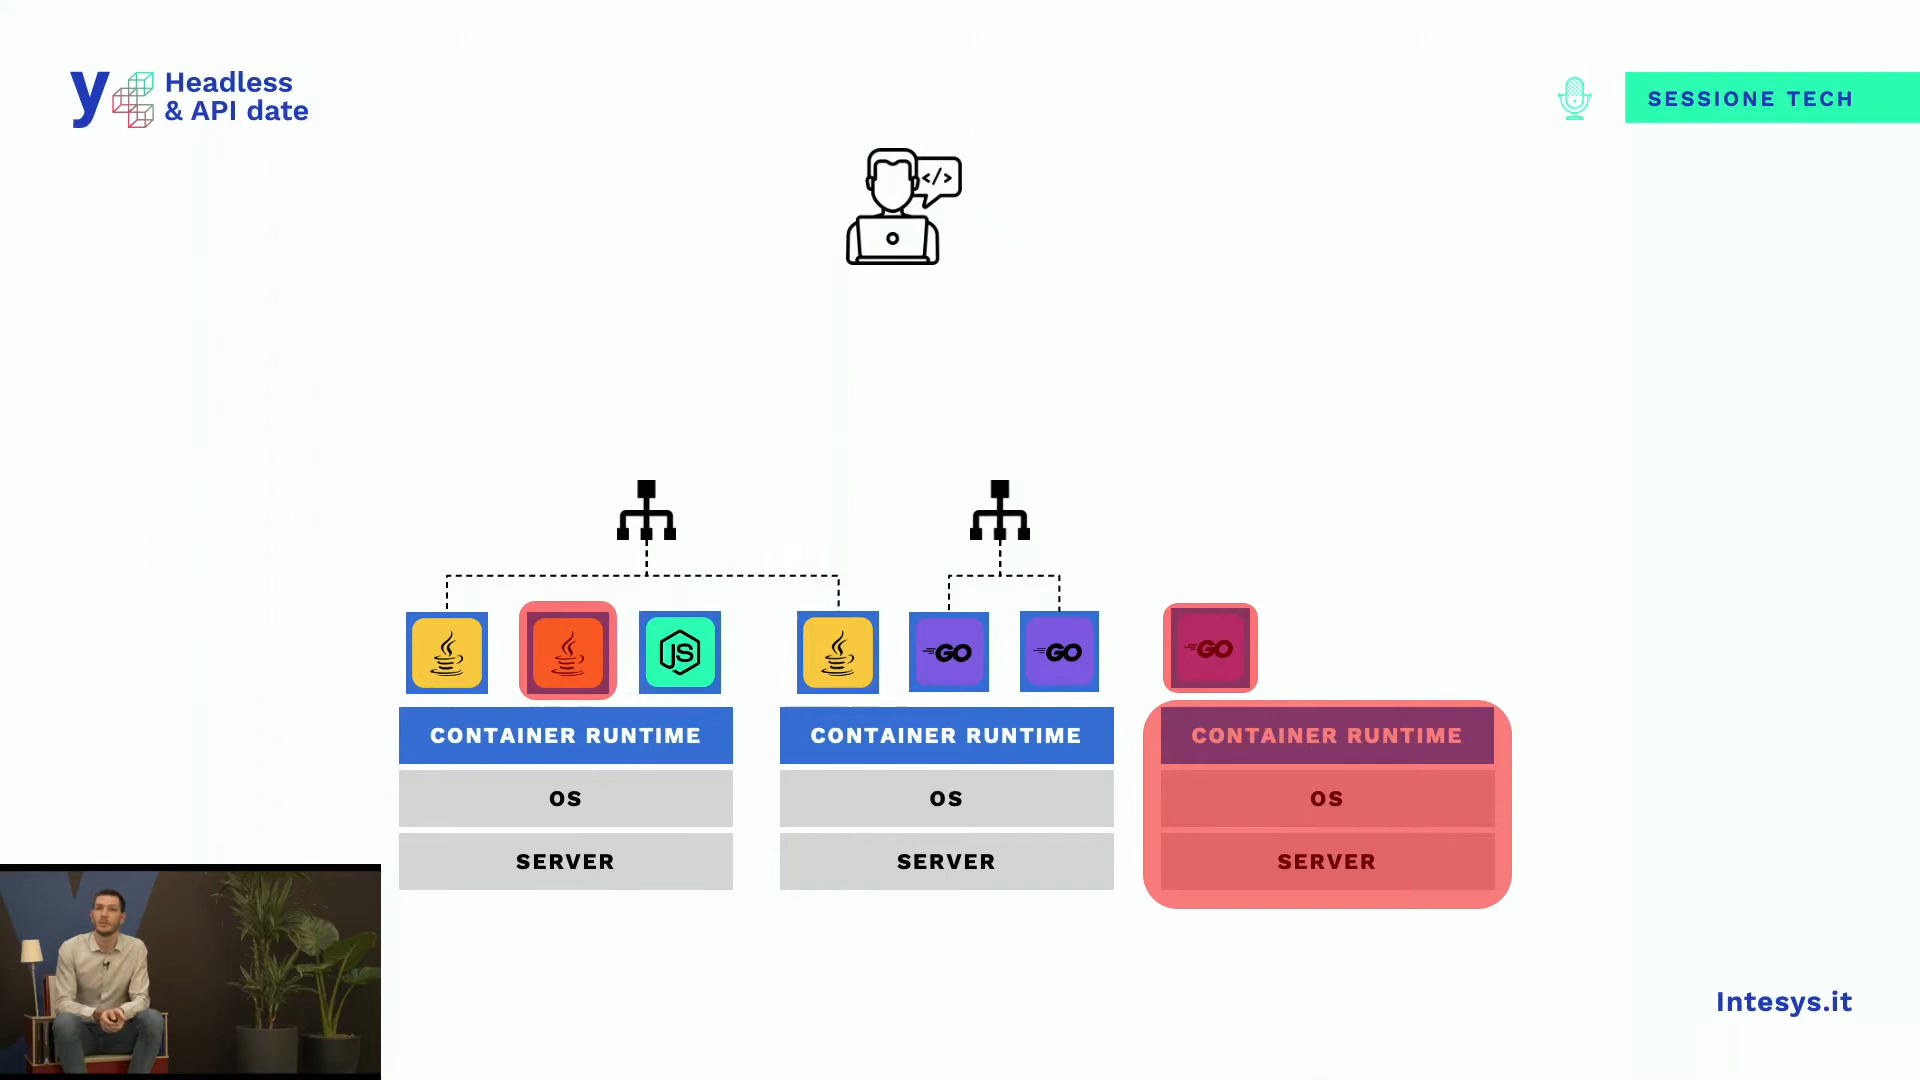 y
Headless
& API date
SESSIONE TECH
</>
JS
GO
GO
GO
CONTAINER RUNTIME
CONTAINER RUNTIME
CONTAINER RUNTIME
OS
OS
OS
SERVER
SERVER
SERVER
Intesys.it